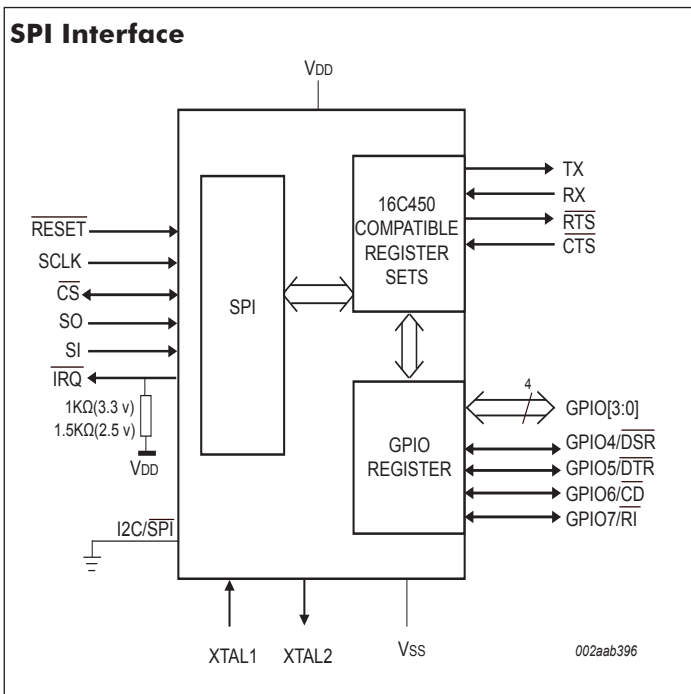 SPI Interface
VDD
16C450
COMPATIBLE
REGISTER
SETS
TX
RX
RTS
CTS
RESET
SCLK
CS
SO
SI
IRQ
1KΩ(3.3 v)
1.5KΩ(2.5 v)
VDD
SPI
4
GPIO[3:0]
GPIO
REGISTER
GPIO4/DSR
GPIO5/DTR
GPIO6/CD
GPIO7/RI
I2C/SPI
XTAL1
XTAL2
VSS
002aab396